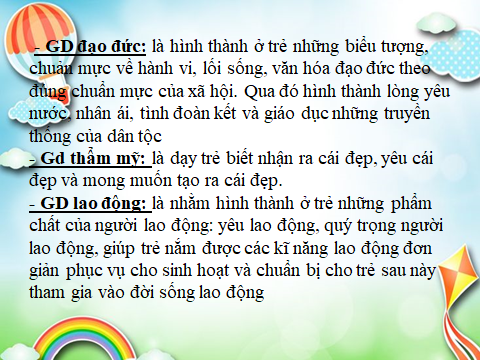 - GD đạo đức: là hình thành ở trẻ những biểu tượng,
chuẩn mực về hành vi, lối sống, văn hóa đạo đức theo
đúng chuẩn mực của xã hội. Qua đó hình thành lòng yêu
nước, nhân ái, tình đoàn kết và giáo dục những truyền
thống của dân tộc
- Gd thẩm mỹ: là dạy trẻ biết nhận ra cái đẹp, yêu cái
đẹp và mong muốn tạo ra cái đẹp.
- GD lao động: là nhằm hình thành ở trẻ những phẩm
chất của người lao động: yêu lao động, quý trọng người
lao động, giúp trẻ nắm được các kĩ năng lao động đơn
giản phục vụ cho sinh hoạt và chuẩn bị cho trẻ sau này
tham gia vào đời sống lao động